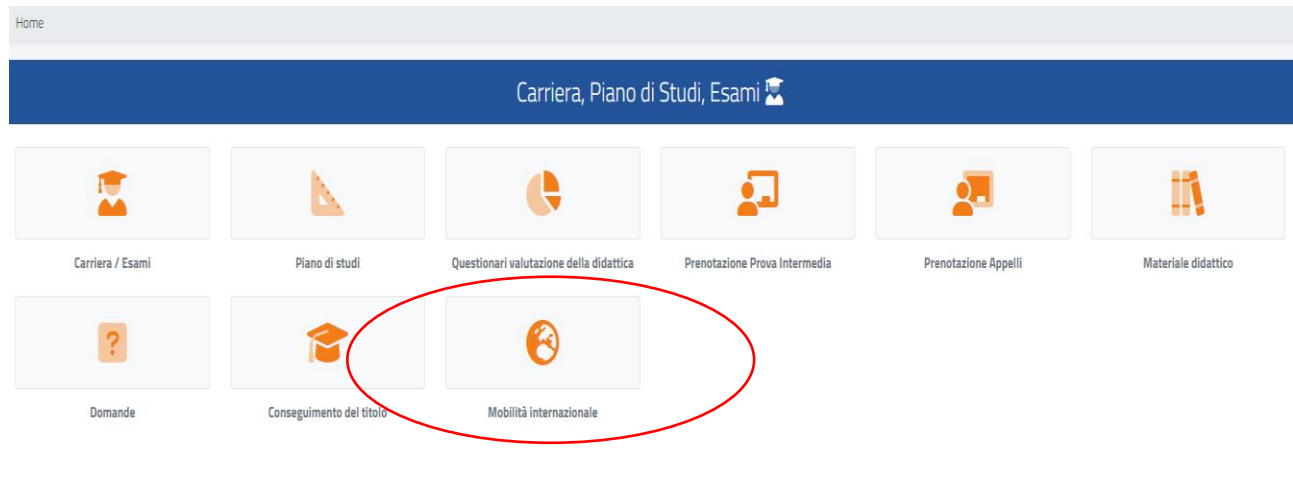 Home
Carriera, Piano di Studi, Esami
Carriera / Esami
Piano di studi
Questionari valutazione della didattica
Prenotazione Prova Intermedia
Prenotazione Appelli
Materiale didattico
?
Domande
Conseguimento del titolo
Mobilità internazionale